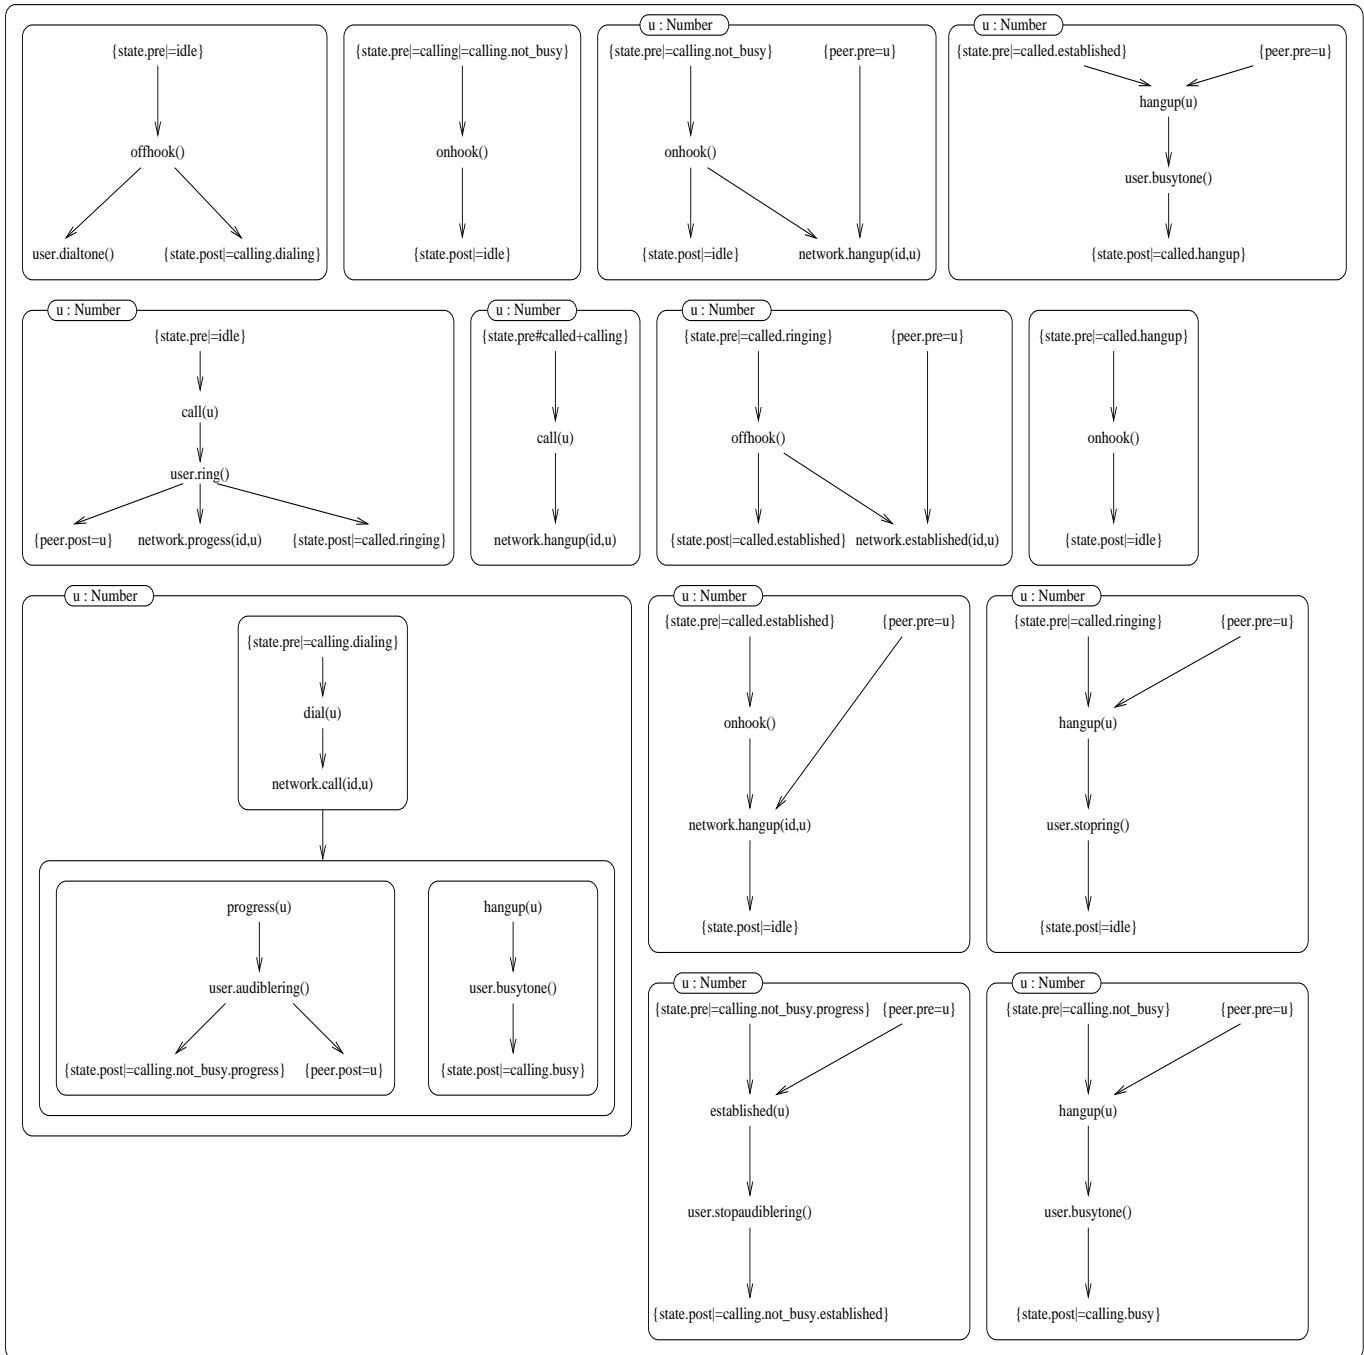 {state.pre|=idle}
offhook()
user.dialtone()
{state.post|=calling.dialing}
{state.pre|=calling|=calling.not_busy}
onhook()
{state.post|=idle}
u : Number
{state.pre|=calling.not_busy}
{peer.pre=u}
onhook()
{state.post|=idle}
network.hangup(id,u)
u : Number
{state.pre|=called.established}
{peer.pre=u}
hangup(u)
user.busytone()
{state.post|=called.hangup}
u : Number
{state.pre|=idle}
call(u)
user.ring()
{peer.post=u}
network.progess(id,u)
{state.post|=called.ringing}
u : Number
{state.pre#called+calling}
call(u)
network.hangup(id,u)
u : Number
{state.pre|=called.ringing}
{peer.pre=u}
offhook()
{state.post|=called.established}
network.established(id,u)
{state.pre|=called.hangup}
onhook()
{state.post|=idle}
u : Number
{state.pre|=calling.dialing}
dial(u)
network.call(id,u)
progress(u)
user.audiblering()
{state.post|=calling.not_busy.progress}
{peer.post=u}
hangup(u)
user.busytone()
{state.post|=calling.busy}
u : Number
{state.pre|=called.established}
{peer.pre=u}
onhook()
network.hangup(id,u)
{state.post|=idle}
u : Number
{state.pre|=called.ringing}
{peer.pre=u}
hangup(u)
user.stopring()
{state.post|=idle}
u : Number
{state.pre|=calling.not_busy.progress}
{peer.pre=u}
established(u)
user.stopaudiblering()
{state.post|=calling.not_busy.established}
u : Number
{state.pre|=calling.not_busy}
{peer.pre=u}
hangup(u)
user.busytone()
{state.post|=calling.busy}